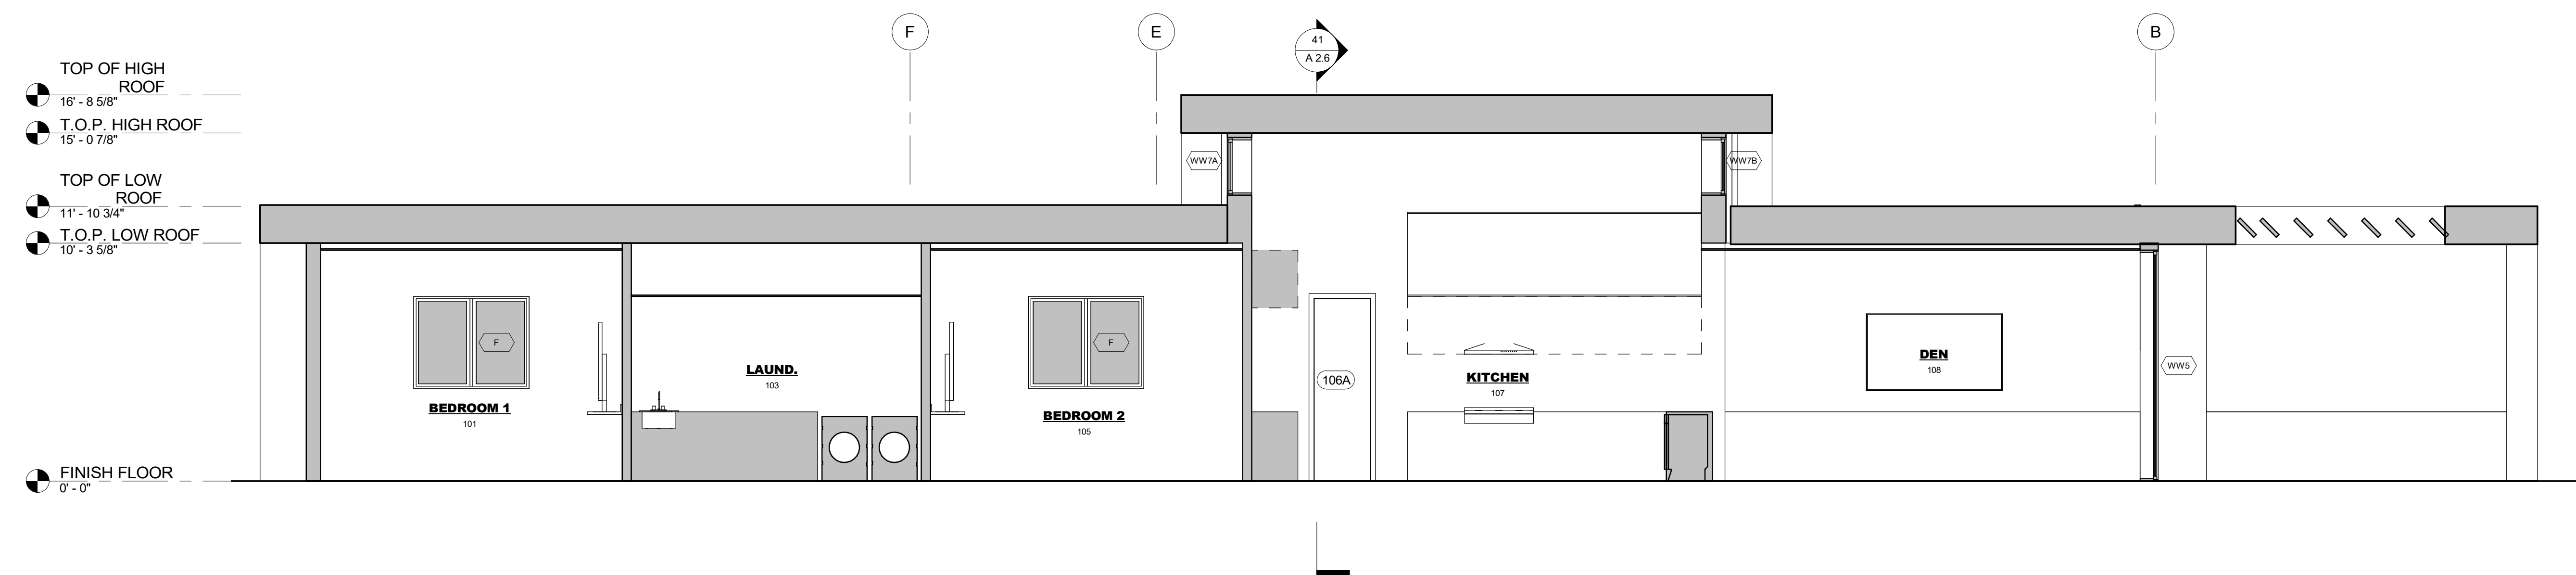 F
E
41
A 2.6
B
TOP OF HIGH
ROOF
16' - 8 5/8"
T.O.P. HIGH ROOF
15' - 0 7/8"
WW7A
WW7B
TOP OF LOW
ROOF
11' - 10 3/4"
T.O.P. LOW ROOF
10' - 3 5/8"
F
F
LAUND.
103
DEN
108
WW5
106A
KITCHEN
107
BEDROOM 1
101
BEDROOM 2
105
FINISH FLOOR
0' - 0"